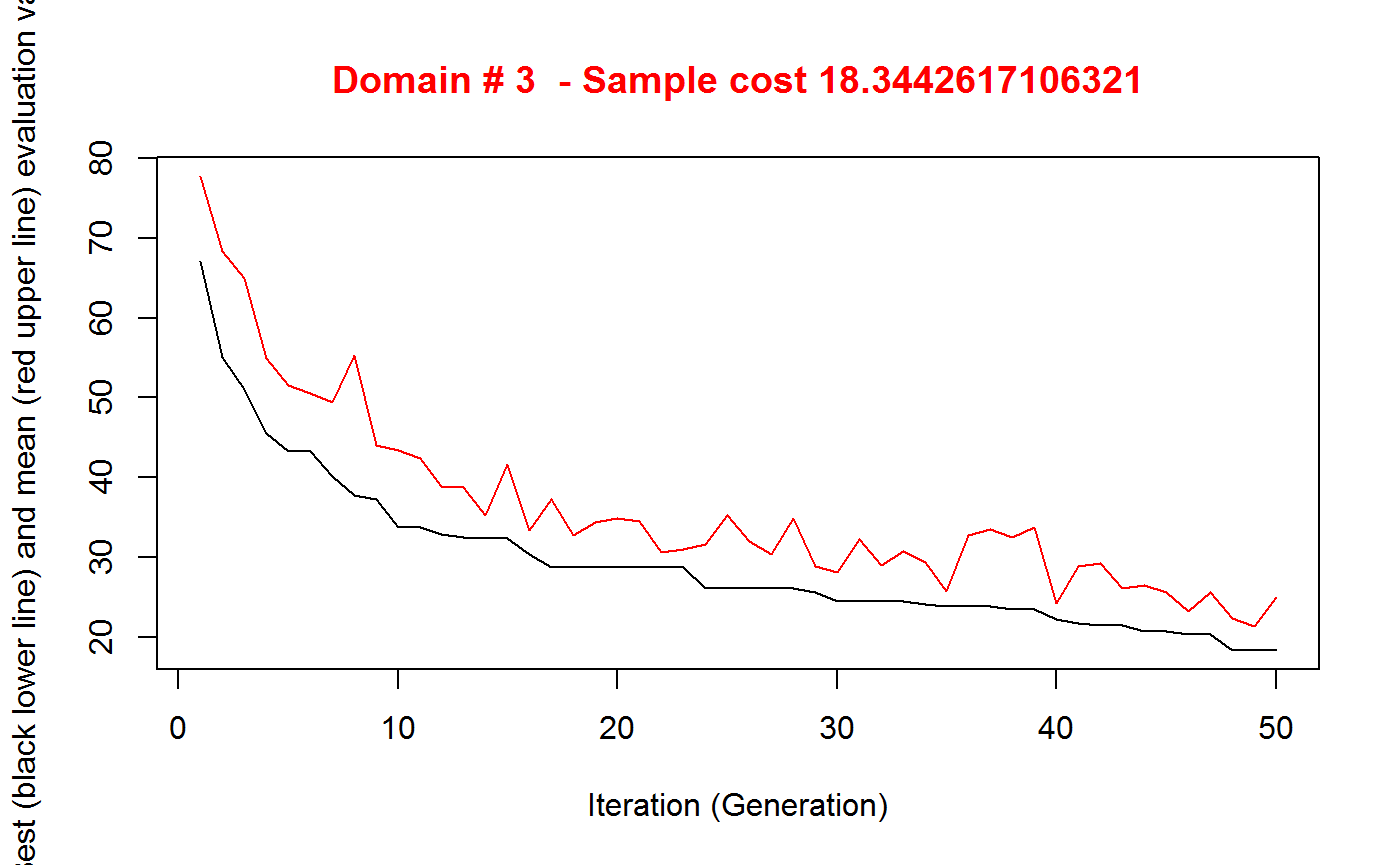 Domain # 3  - Sample cost 18.3442617106321
est (black lower line) and mean (red upper line) evaluation va
80
70
60
50
40
30
20
0 10 20 30 40 50
Iteration (Generation)